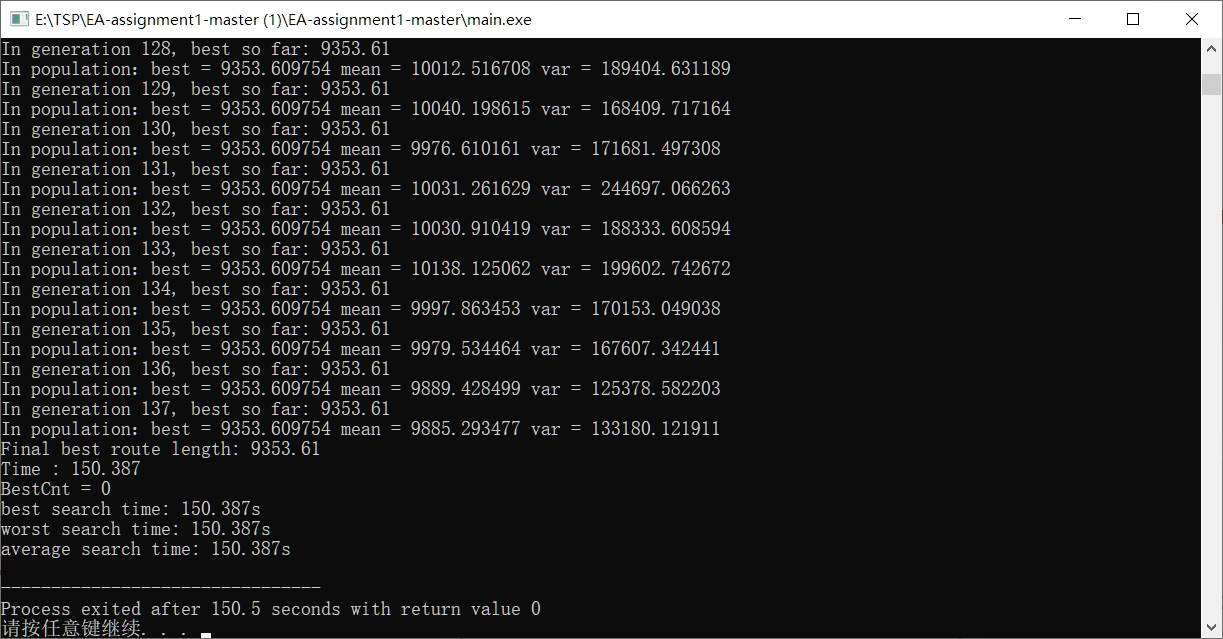 E:\TSP\EA-assignment1-master (1)\EA-assignment1-master\main.exe
In generation 128, best so far: 9353.61
In population: best = 9353.609754 mean = 10012.516708 var = 189404.631189
In generation 129, best so far: 9353.61
In population: best = 9353.609754 mean = 10040.198615 var = 168409.717164
In generation 130, best so far: 9353.61
In population: best = 9353.609754 mean = 9976.610161 var = 171681.497308
In generation 131, best so far: 9353.61
In population: best = 9353.609754 mean = 10031.261629 var = 244697.066263
In generation 132, best so far: 9353.61
In population: best = 9353.609754 mean = 10030.910419 var = 188333.608594
In generation 133, best so far: 9353.61
In population: best = 9353.609754 mean = 10138.125062 var = 199602.742672
In generation 134, best so far: 9353.61
In population: best = 9353.609754 mean = 9997.863453 var = 170153.049038
In generation 135, best so far: 9353.61
In population: best = 9353.609754 mean = 9979.534464 var = 167607.342441
In generation 136, best so far: 9353.61
In population: best = 9353.609754 mean = 9889.428499 var = 125378.582203
In generation 137, best so far: 9353.61
In population: best = 9353.609754 mean = 9885.293477 var = 133180.121911
Final best route length: 9353.61
Time : 150.387
BestCnt = 0
best search time: 150.387s
worst search time: 150.387s
average search time: 150.387s
--------------------------------
Process exited after 150.5 seconds with return value 0
请按任意键继续. . .